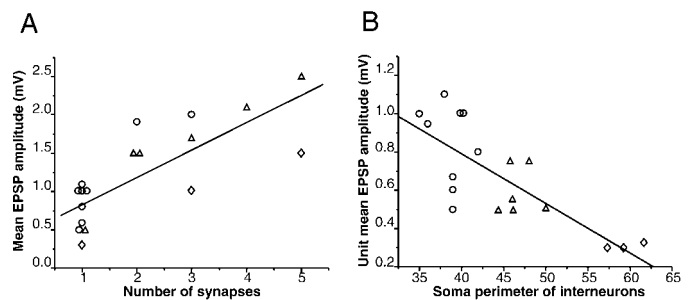 A
B
Mean EPSP amplitude (mV)
2.5
2.0
1.5
1.0
0.5
0.0
1 2 3 4 5
Number of synapses
Unit mean EPSP amplitude (mV)
1.2
1.0
0.8
0.6
0.4
0.2
35 40 45 50 55 60 65
Soma perimeter of interneurons